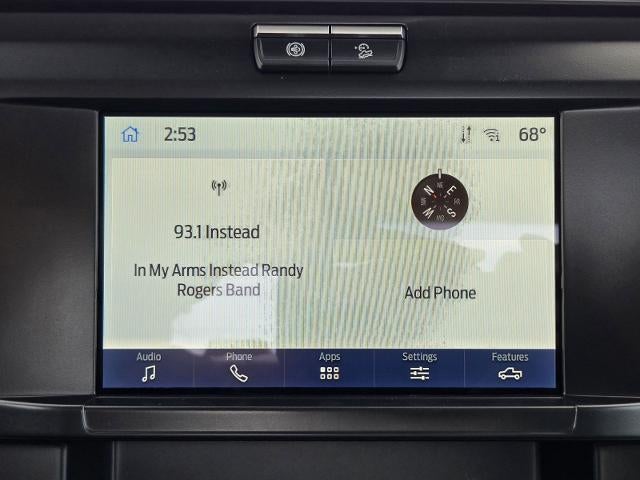 2:53
68°
93.1 Instead
In My Arms Instead Randy
Rogers Band
N
NE
E
S
W
Add Phone
Audio
Phone
Apps
Settings
Features